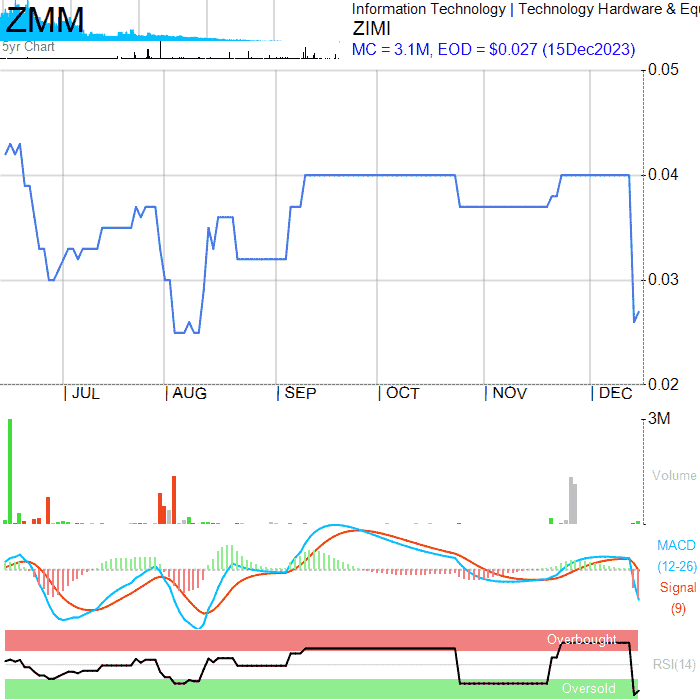 ZMM
5yr Chart
Information Technology | Technology Hardware & Equ
ZIMI
MC = 3.1M, EOD = $0.027 (15Dec2023)
0.05
0.04
0.03
0.02
| JUL | AUG | SEP | OCT | NOV | DEC
3M
Volume
MACD
(12-26)
Signal
(9)
Overbought
RSI(14)
Oversold